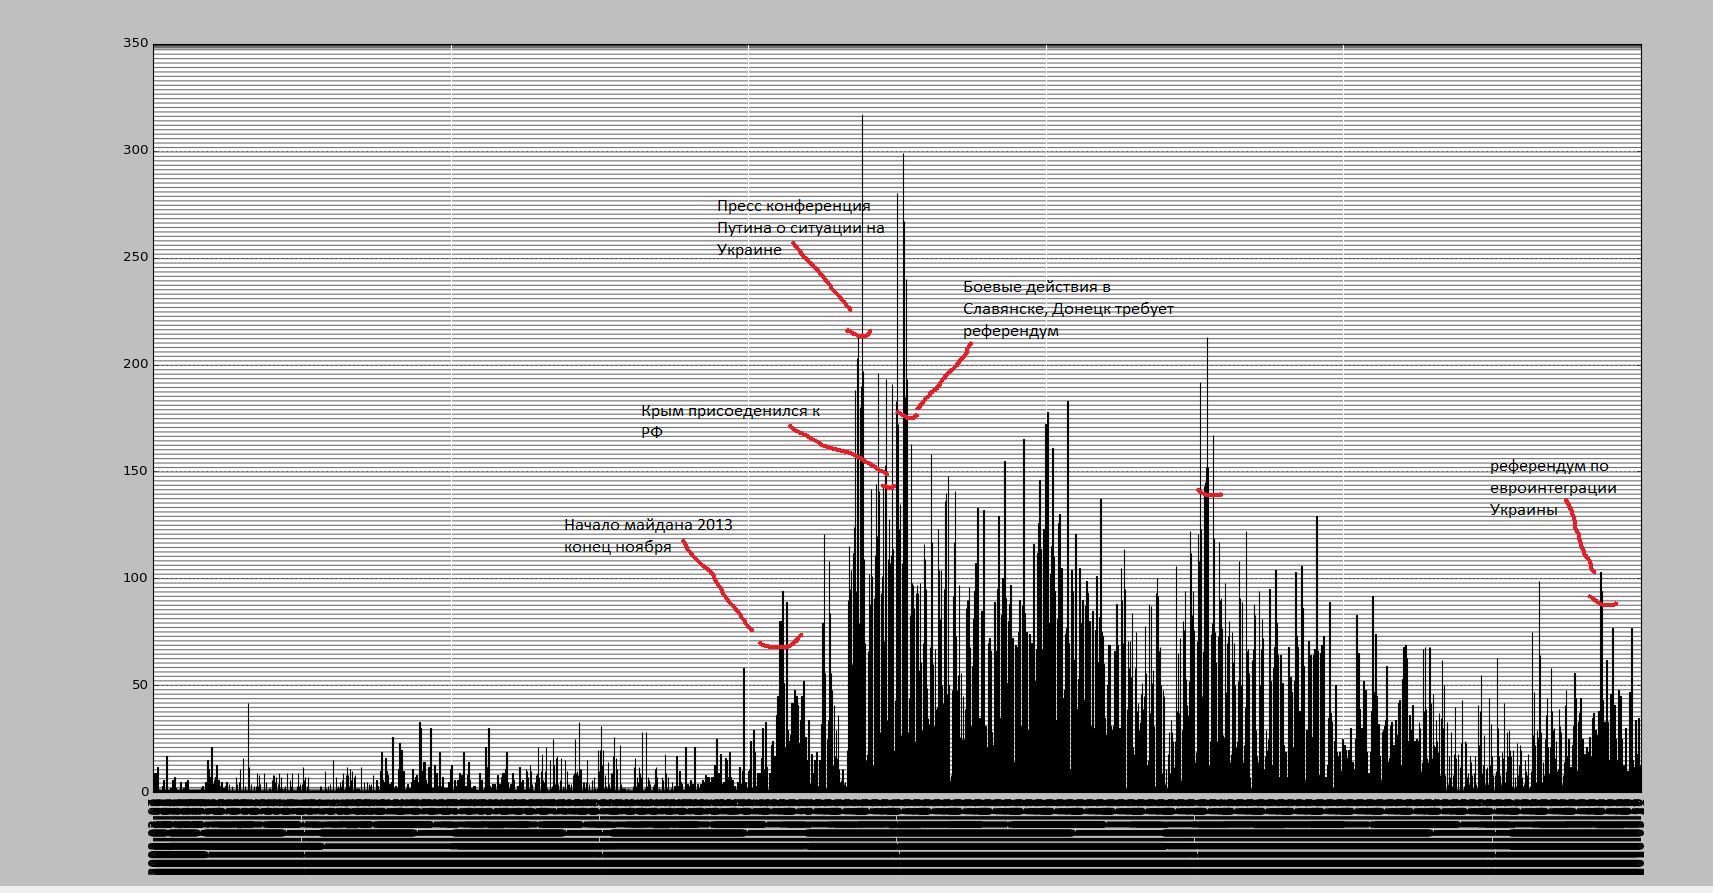 350
300
Пресс конференция
Путина о ситуации на
Украине
250
Боевые действия в
Славянске, Донецк требует
референдум
200
Крым присоеденился к
РФ
150
референдум по
евроинтеграции
Украины
Начало майдана 2013
конец ноября
100
50
0